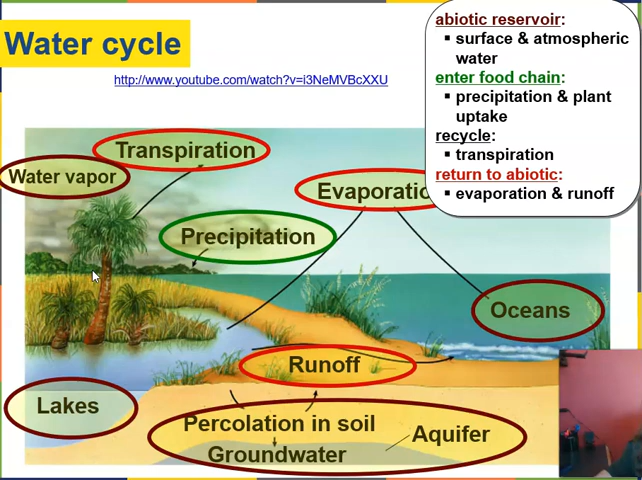 Water cycle
http://www.youtube.com/watch?v=i3NeMVBcXXU
abiotic reservoir:
▪ surface & atmospheric
water
enter food chain:
▪ precipitation & plant
uptake
recycle:
▪ transpiration
return to abiotic:
▪ evaporation & runoff
Transpiration
Water vapor
Evaporatio
Precipitation
Oceans
Runoff
Lakes
Percolation in soil
Aquifer
Groundwater